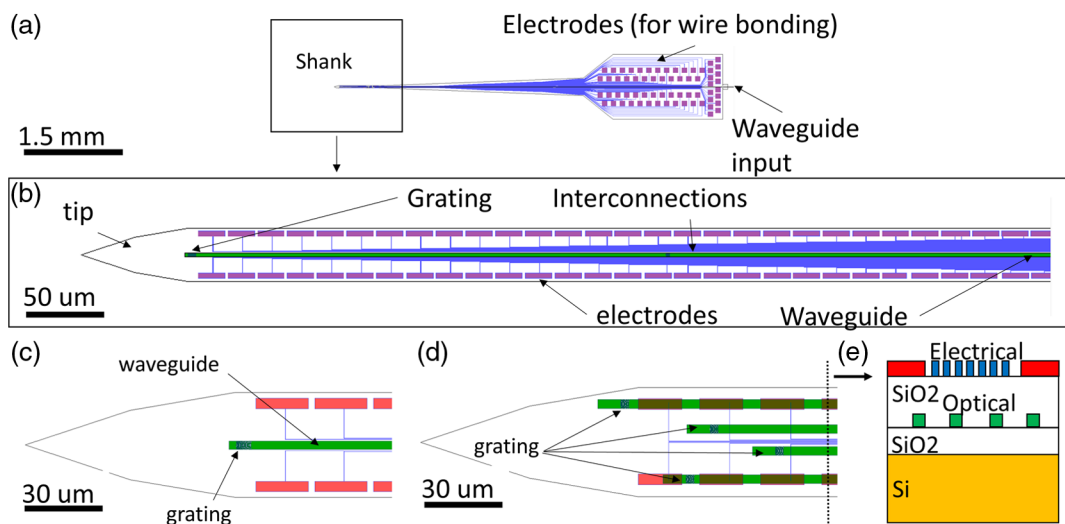 (a)
Electrodes (for wire bonding)
Shank
1.5 mm
Waveguide
input
(b)
tip
Grating
Interconnections
50 um
electrodes
Waveguide
(c)
waveguide
30 um
grating
(d)
grating
30 um
(e)
Electrical
SiO2
Optical
SiO2
Si